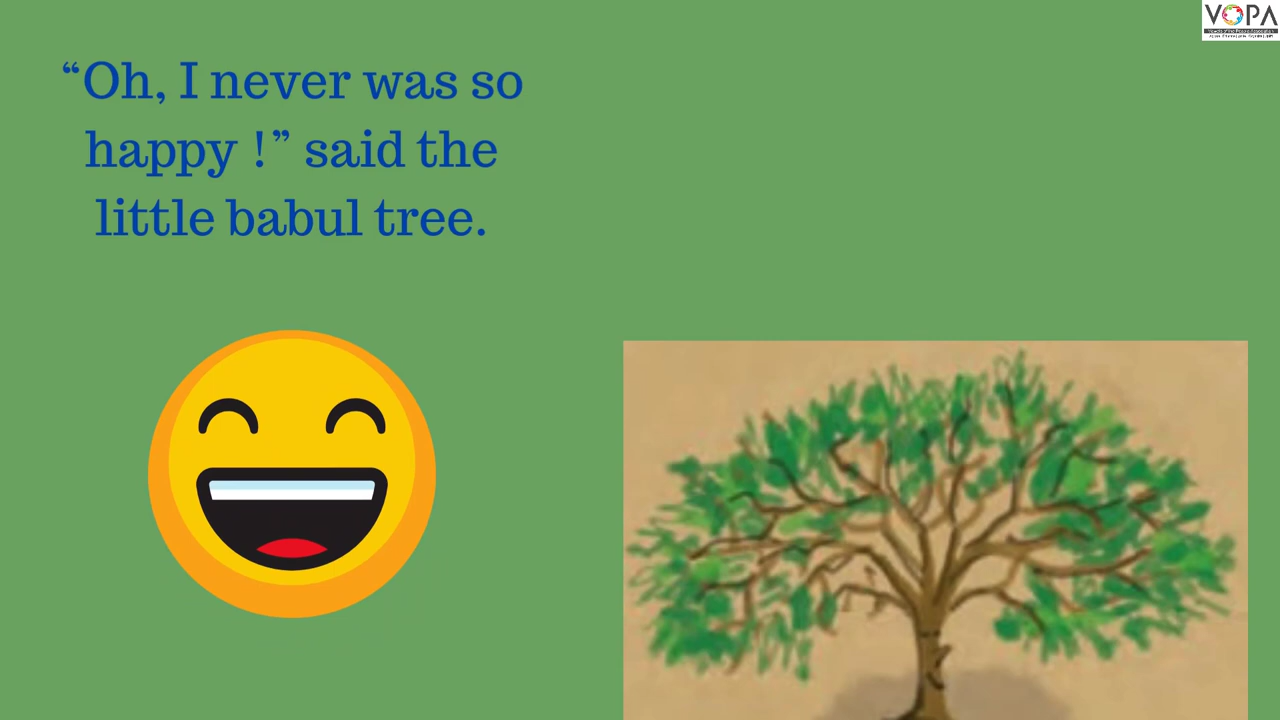 “Oh, I never was so
happy !” said the
little babul tree.
VOPA